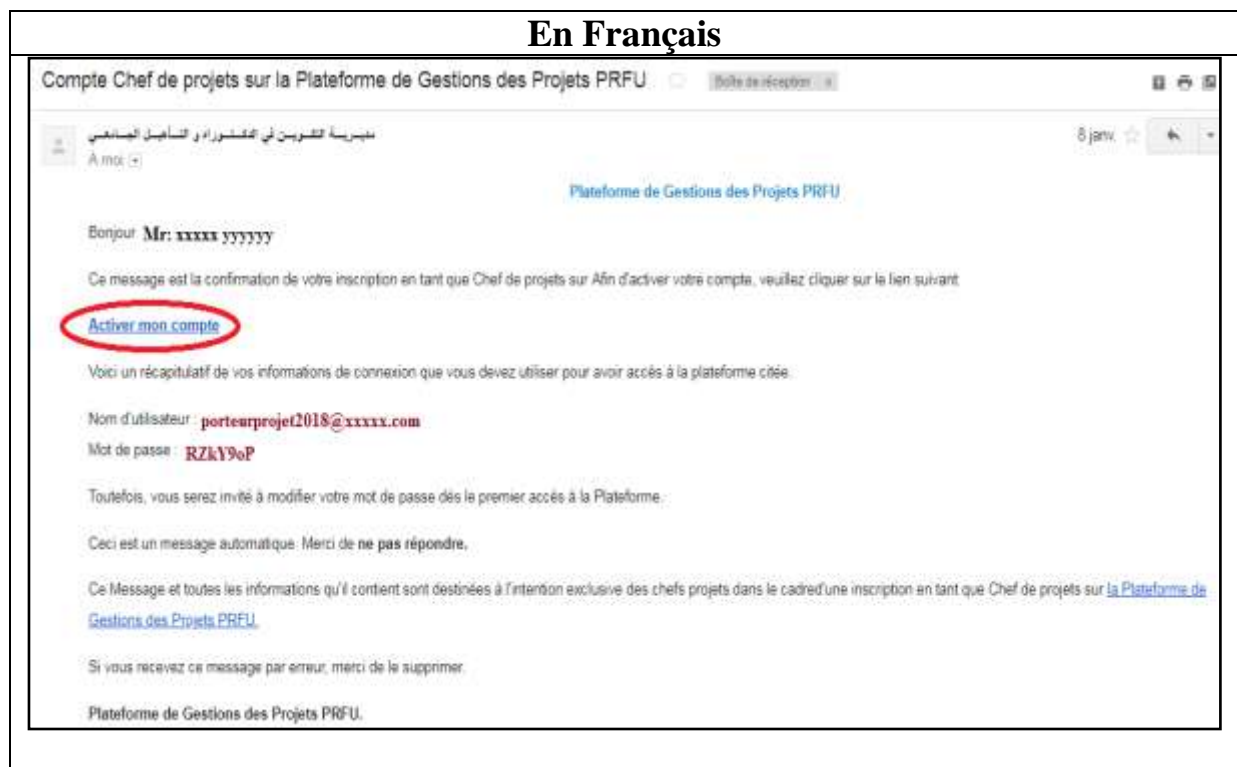 En Français
Compte Chef de projets sur la Plateforme de Gestions des Projets PRFU Boîte de réception x
مديرية التكوين في الدكتوراه و التأهيل الجامعي 8 janv.
À moi
Plateforme de Gestions des Projets PRFU
Bonjour Mr: xxxxx yyyyyy
Ce message est la confirmation de votre inscription en tant que Chef de projets sur Afin d'activer votre compte, veuillez cliquer sur le lien suivant
Activer mon compte
Voici un récapitulatif de vos informations de connexion que vous devez utiliser pour avoir accès à la plateforme citée.
Nom d'utilisateur : porteurprojet2018@xxxxx.com
Mot de passe : RZkY9oP
Toutefois, vous serez invité à modifier votre mot de passe dès le premier accès à la Plateforme.
Ceci est un message automatique. Merci de ne pas répondre.
Ce Message et toutes les informations qu'il contient sont destinées à l'intention exclusive des chefs projets dans le cadred'une inscription en tant que Chef de projets sur la Plateforme de
Gestions des Projets PRFU.
Si vous recevez ce message par erreur, merci de le supprimer.
Plateforme de Gestions des Projets PRFU.